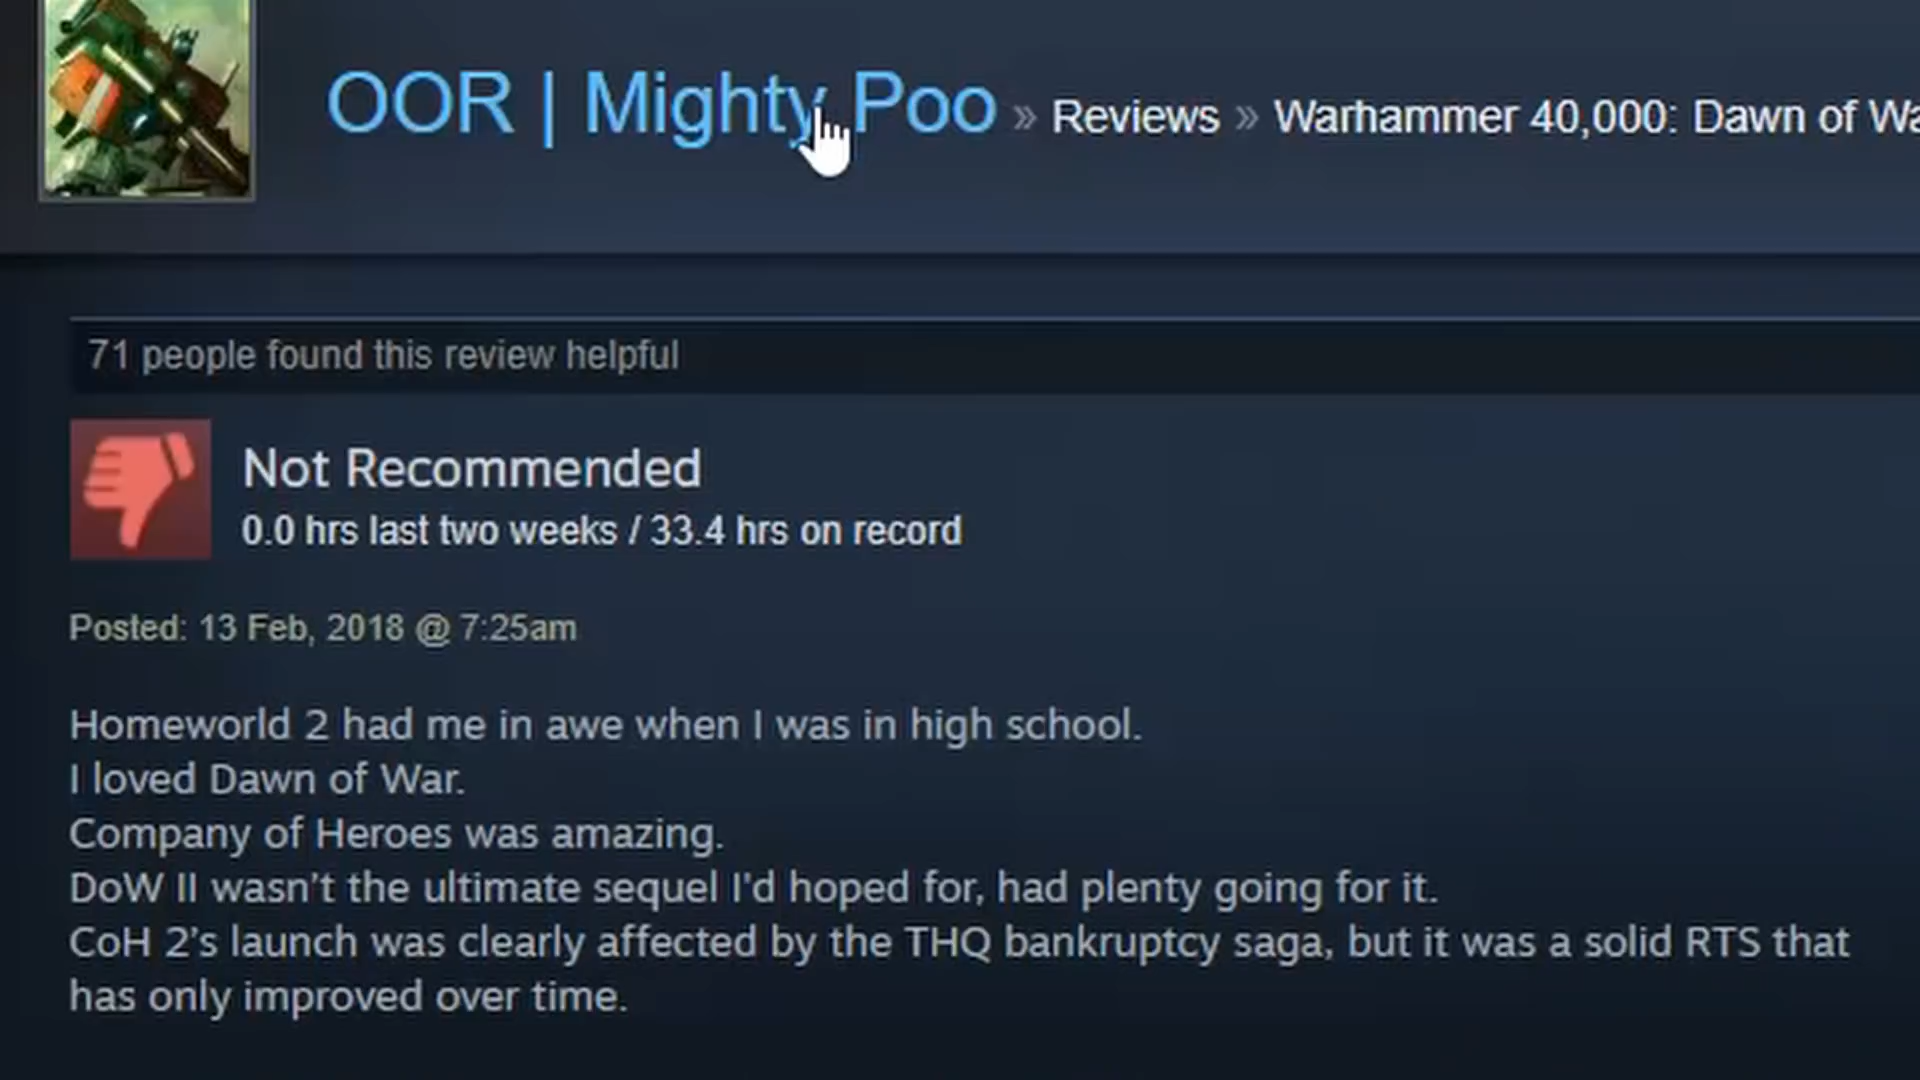 OOR | Mighty Poo » Reviews » Warhammer 40,000: Dawn of
71 people found this review helpful
Not Recommended
0.0 hrs last two weeks / 33.4 hrs on record
Posted: 13 Feb, 2018 @ 7:25am
Homeworld 2 had me in awe when I was in high school.
I loved Dawn of War.
Company of Heroes was amazing.
DoW II wasn't the ultimate sequel I'd hoped for, had plenty going for it.
CoH 2's launch was clearly affected by the THQ bankruptcy saga, but it was a solid RTS that
has only improved over time.